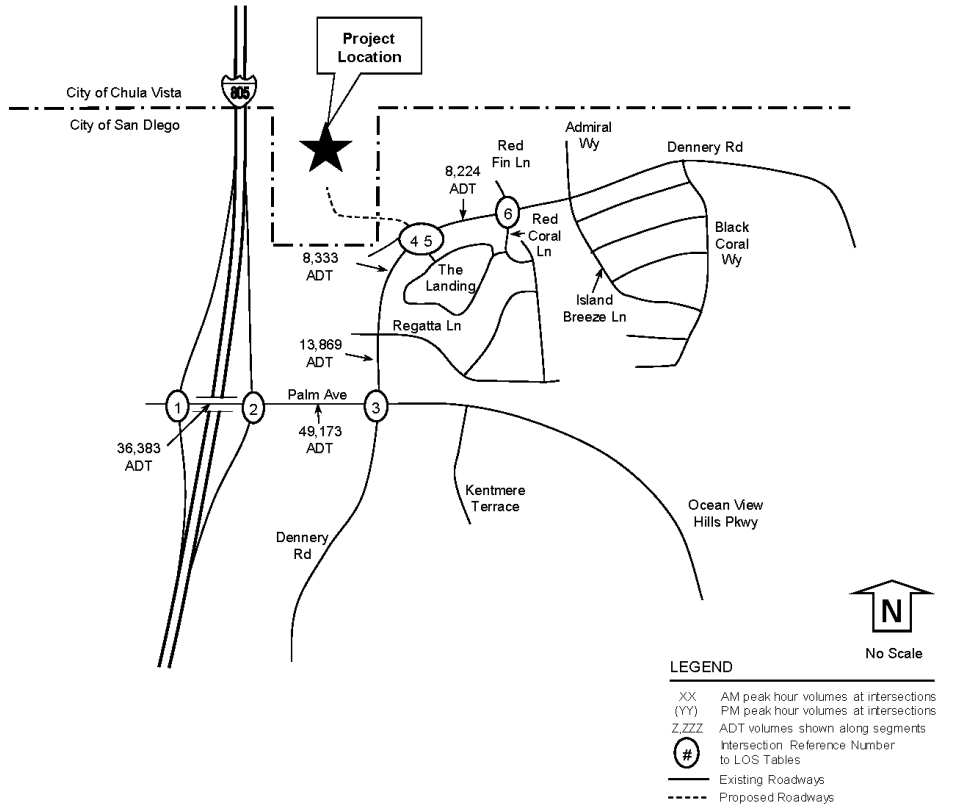 Project
Location
City of Chula Vista
805
City of San Diego
Admiral
Wy
Dennery Rd
Red
Fin Ln
8,224
ADT
6
Red
Coral
Ln
Black
Coral
Wy
4 5
8,333
ADT
The
Landing
Island
Breeze Ln
Regatta Ln
13,869
ADT
Palm Ave
1
2
3
49,173
ADT
36,383
ADT
Kentmere
Terrace
Ocean View
Hills Pkwy
Dennery
Rd
N
No Scale
LEGEND
XX AM peak hour volumes at intersections
(YY) PM peak hour volumes at intersections
Z,ZZZ ADT volumes shown along segments
# Intersection Reference Number
to LOS Tables
Existing Roadways
Proposed Roadways